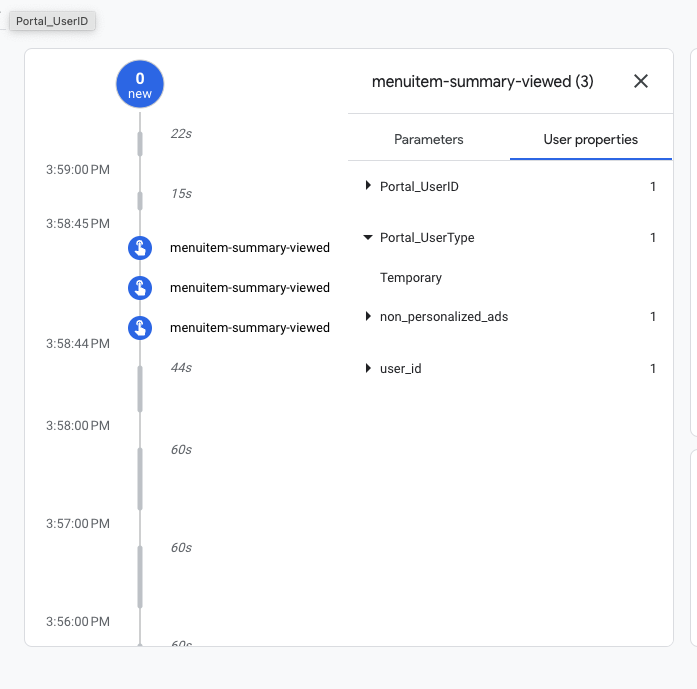 Portal_UserID
0
new
22s
3:59:00 PM
15s
3:58:45 PM
menuitem-summary-viewed
menuitem-summary-viewed
menuitem-summary-viewed
3:58:44 PM
44s
3:58:00 PM
60s
3:57:00 PM
60s
3:56:00 PM
60s
menuitem-summary-viewed (3)
Parameters User properties
Portal_UserID 1
Portal_UserType 1
Temporary
non_personalized_ads 1
user_id 1